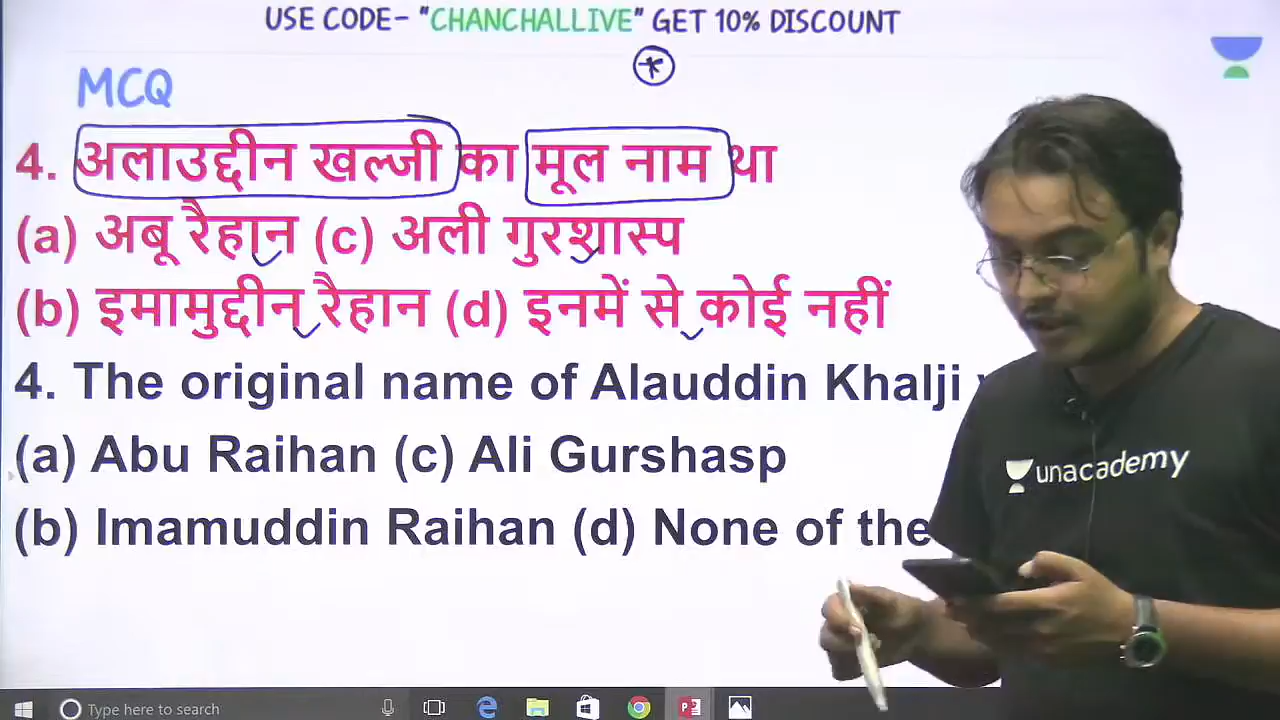 USE CODE- "CHANCHALLIVE" GET 10% DISCOUNT
MCQ
4. अलाउद्दीन खल्जी का मूल नाम था
(a) अबू रैहान (c) अली गुरशास्प
(b) इमामुद्दीन रैहान (d) इनमें से कोई नहीं
4. The original name of Alauddin Khalji
(a) Abu Raihan (c) Ali Gurshasp
(b) Imamuddin Raihan (d) None of the
unacademy
Type here to search